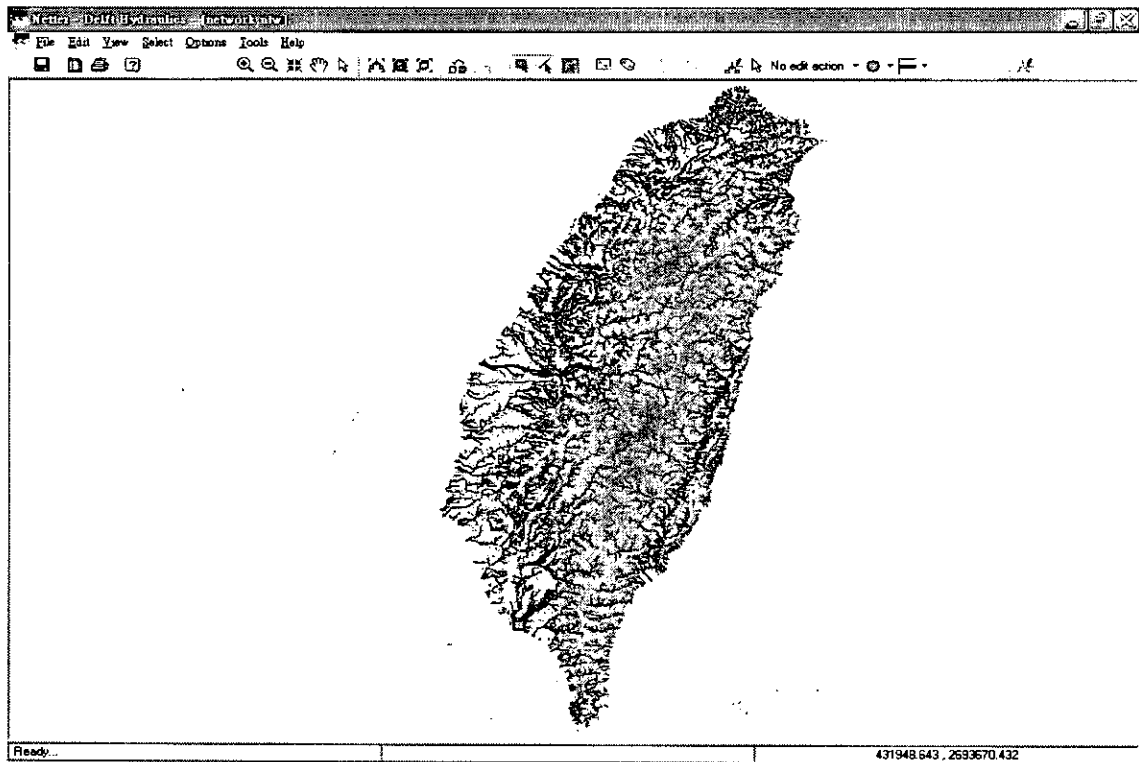 Netter - Delft Hydraulics - [network.ntw]
File Edit View Select Options Tools Help
No edit action
Ready...
431948.643 , 2693670.432